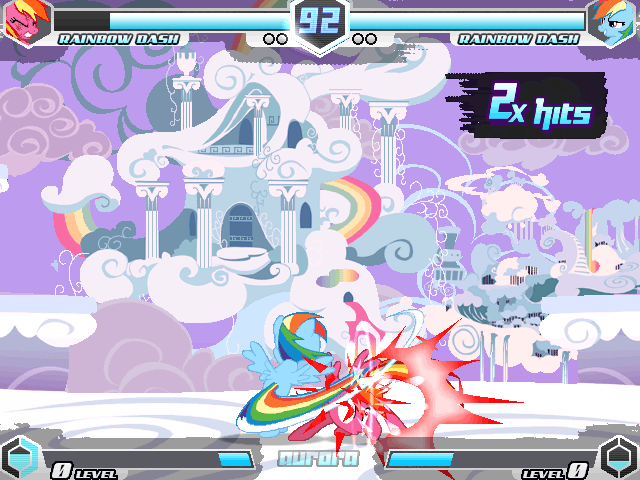 92
RAINBOW DASH
RAINBOW DASH
2x hits
0 LEVEL
aurora
LEVEL 0